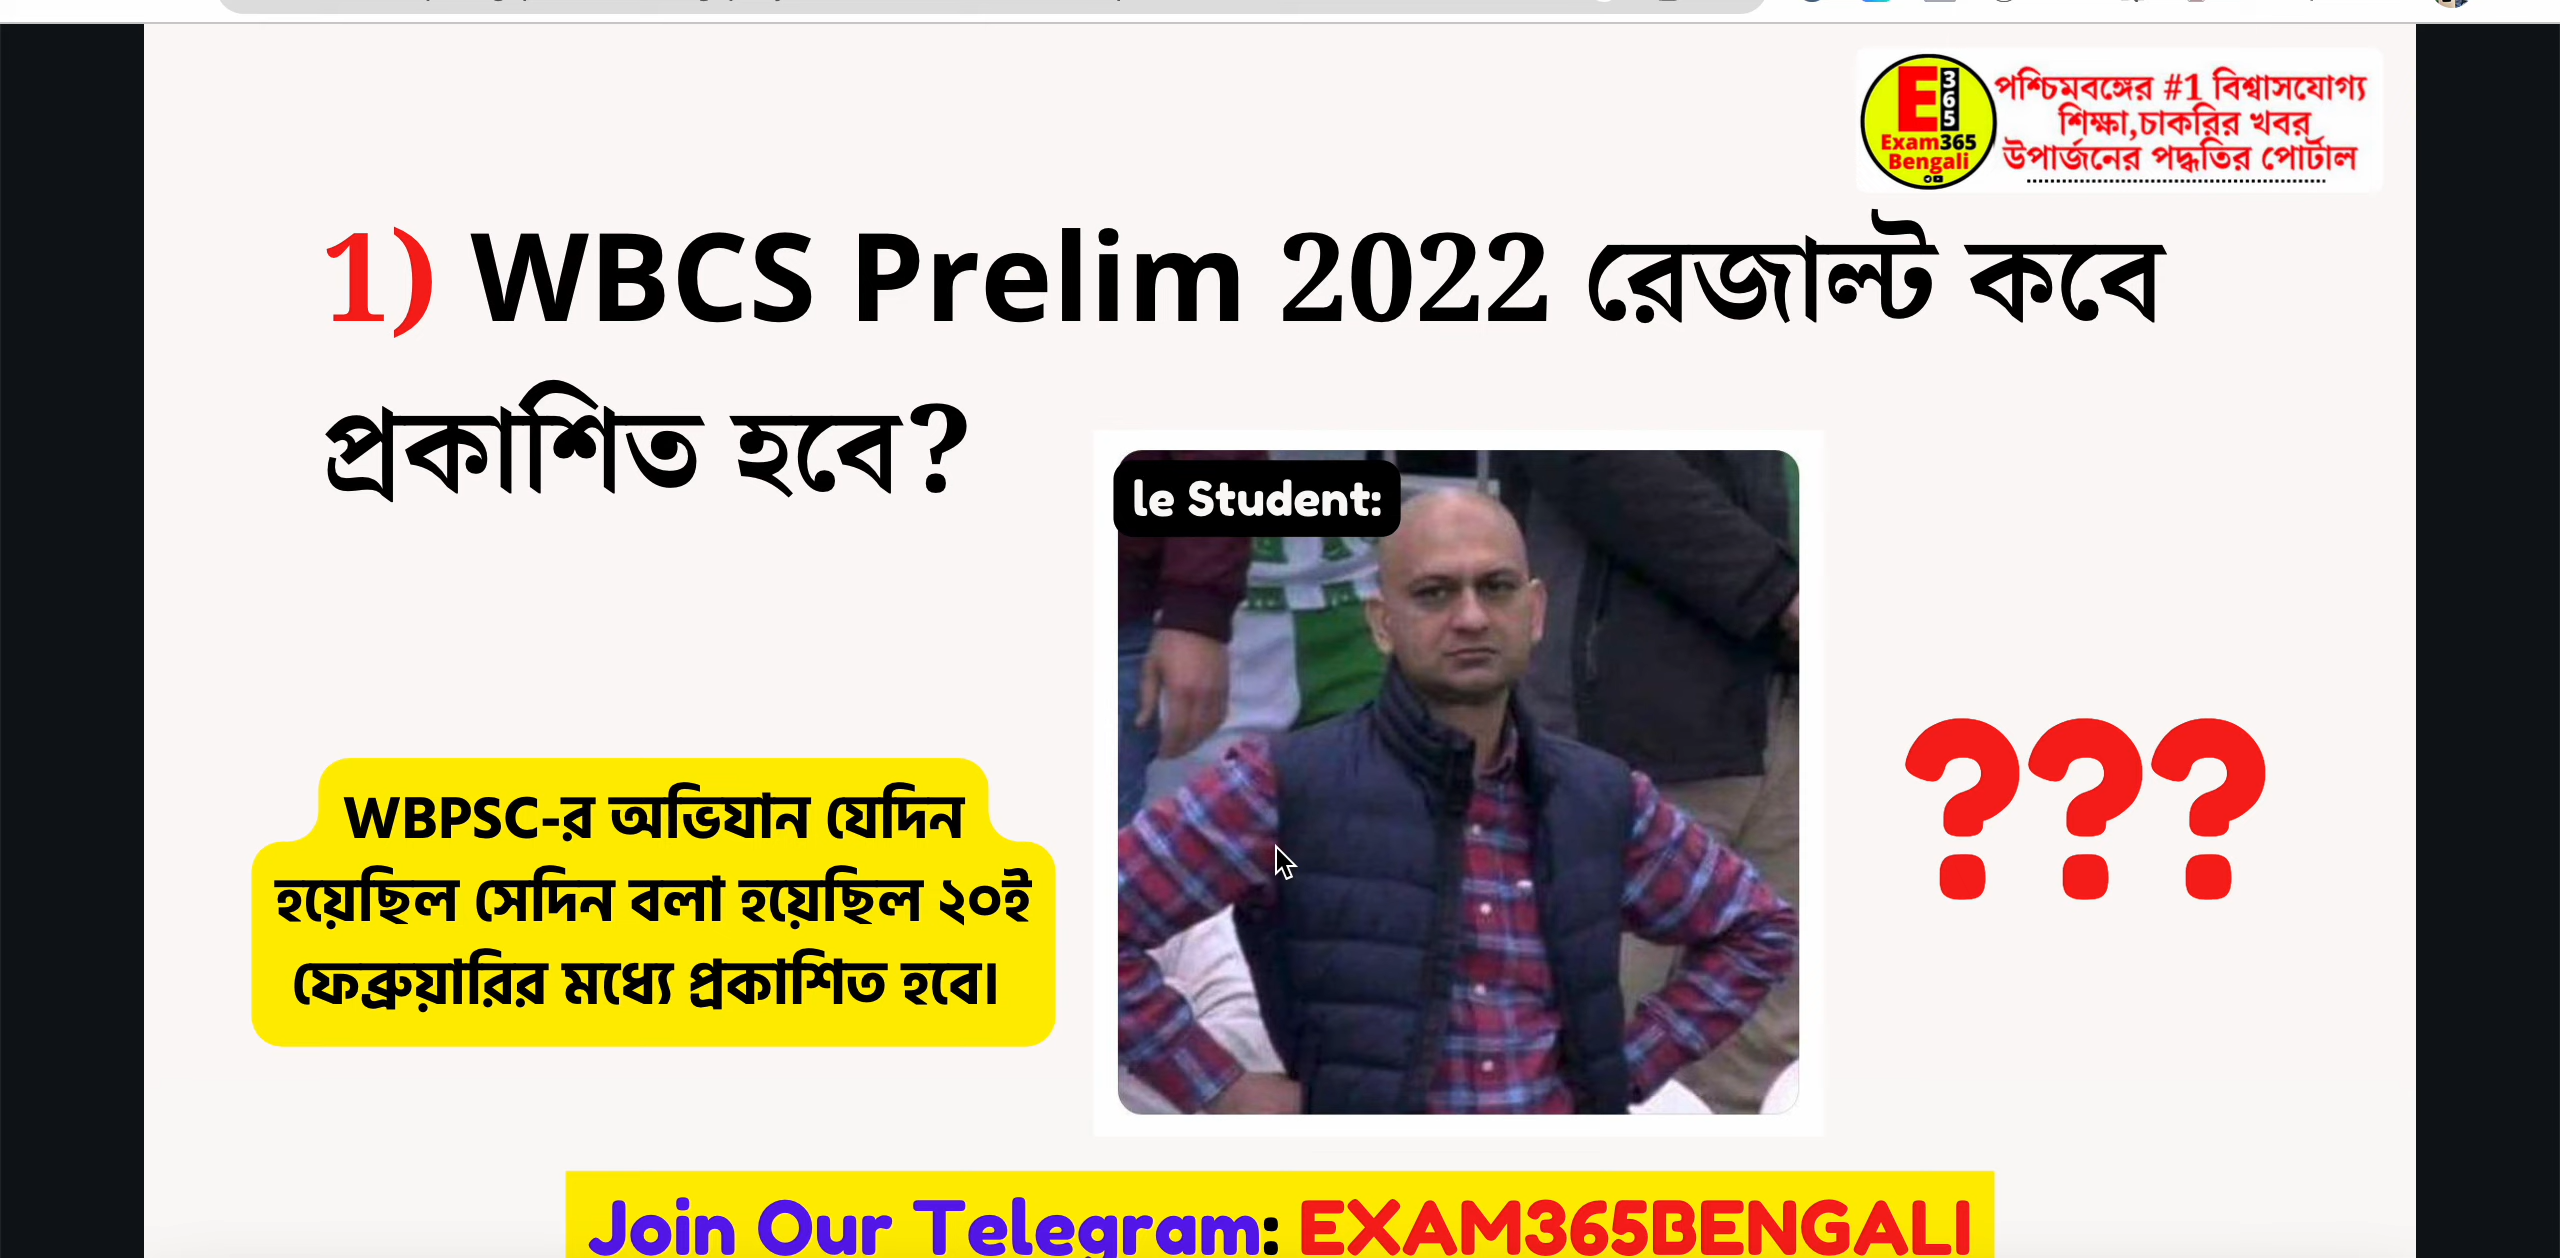 E 365
Exam365
Bengali
পশ্চিমবঙ্গের #1 বিশ্বাসযোগ্য
শিক্ষা,চাকরির খবর
উপার্জনের পদ্ধতির পোর্টাল
1) WBCS Prelim 2022 রেজাল্ট কবে
প্রকাশিত হবে?
le Student:
WBPSC-র অভিযান যেদিন
হয়েছিল সেদিন বলা হয়েছিল ২০ই
ফেব্রুয়ারির মধ্যে প্রকাশিত হবে।
???
Join Our Telegram: EXAM365BENGALI